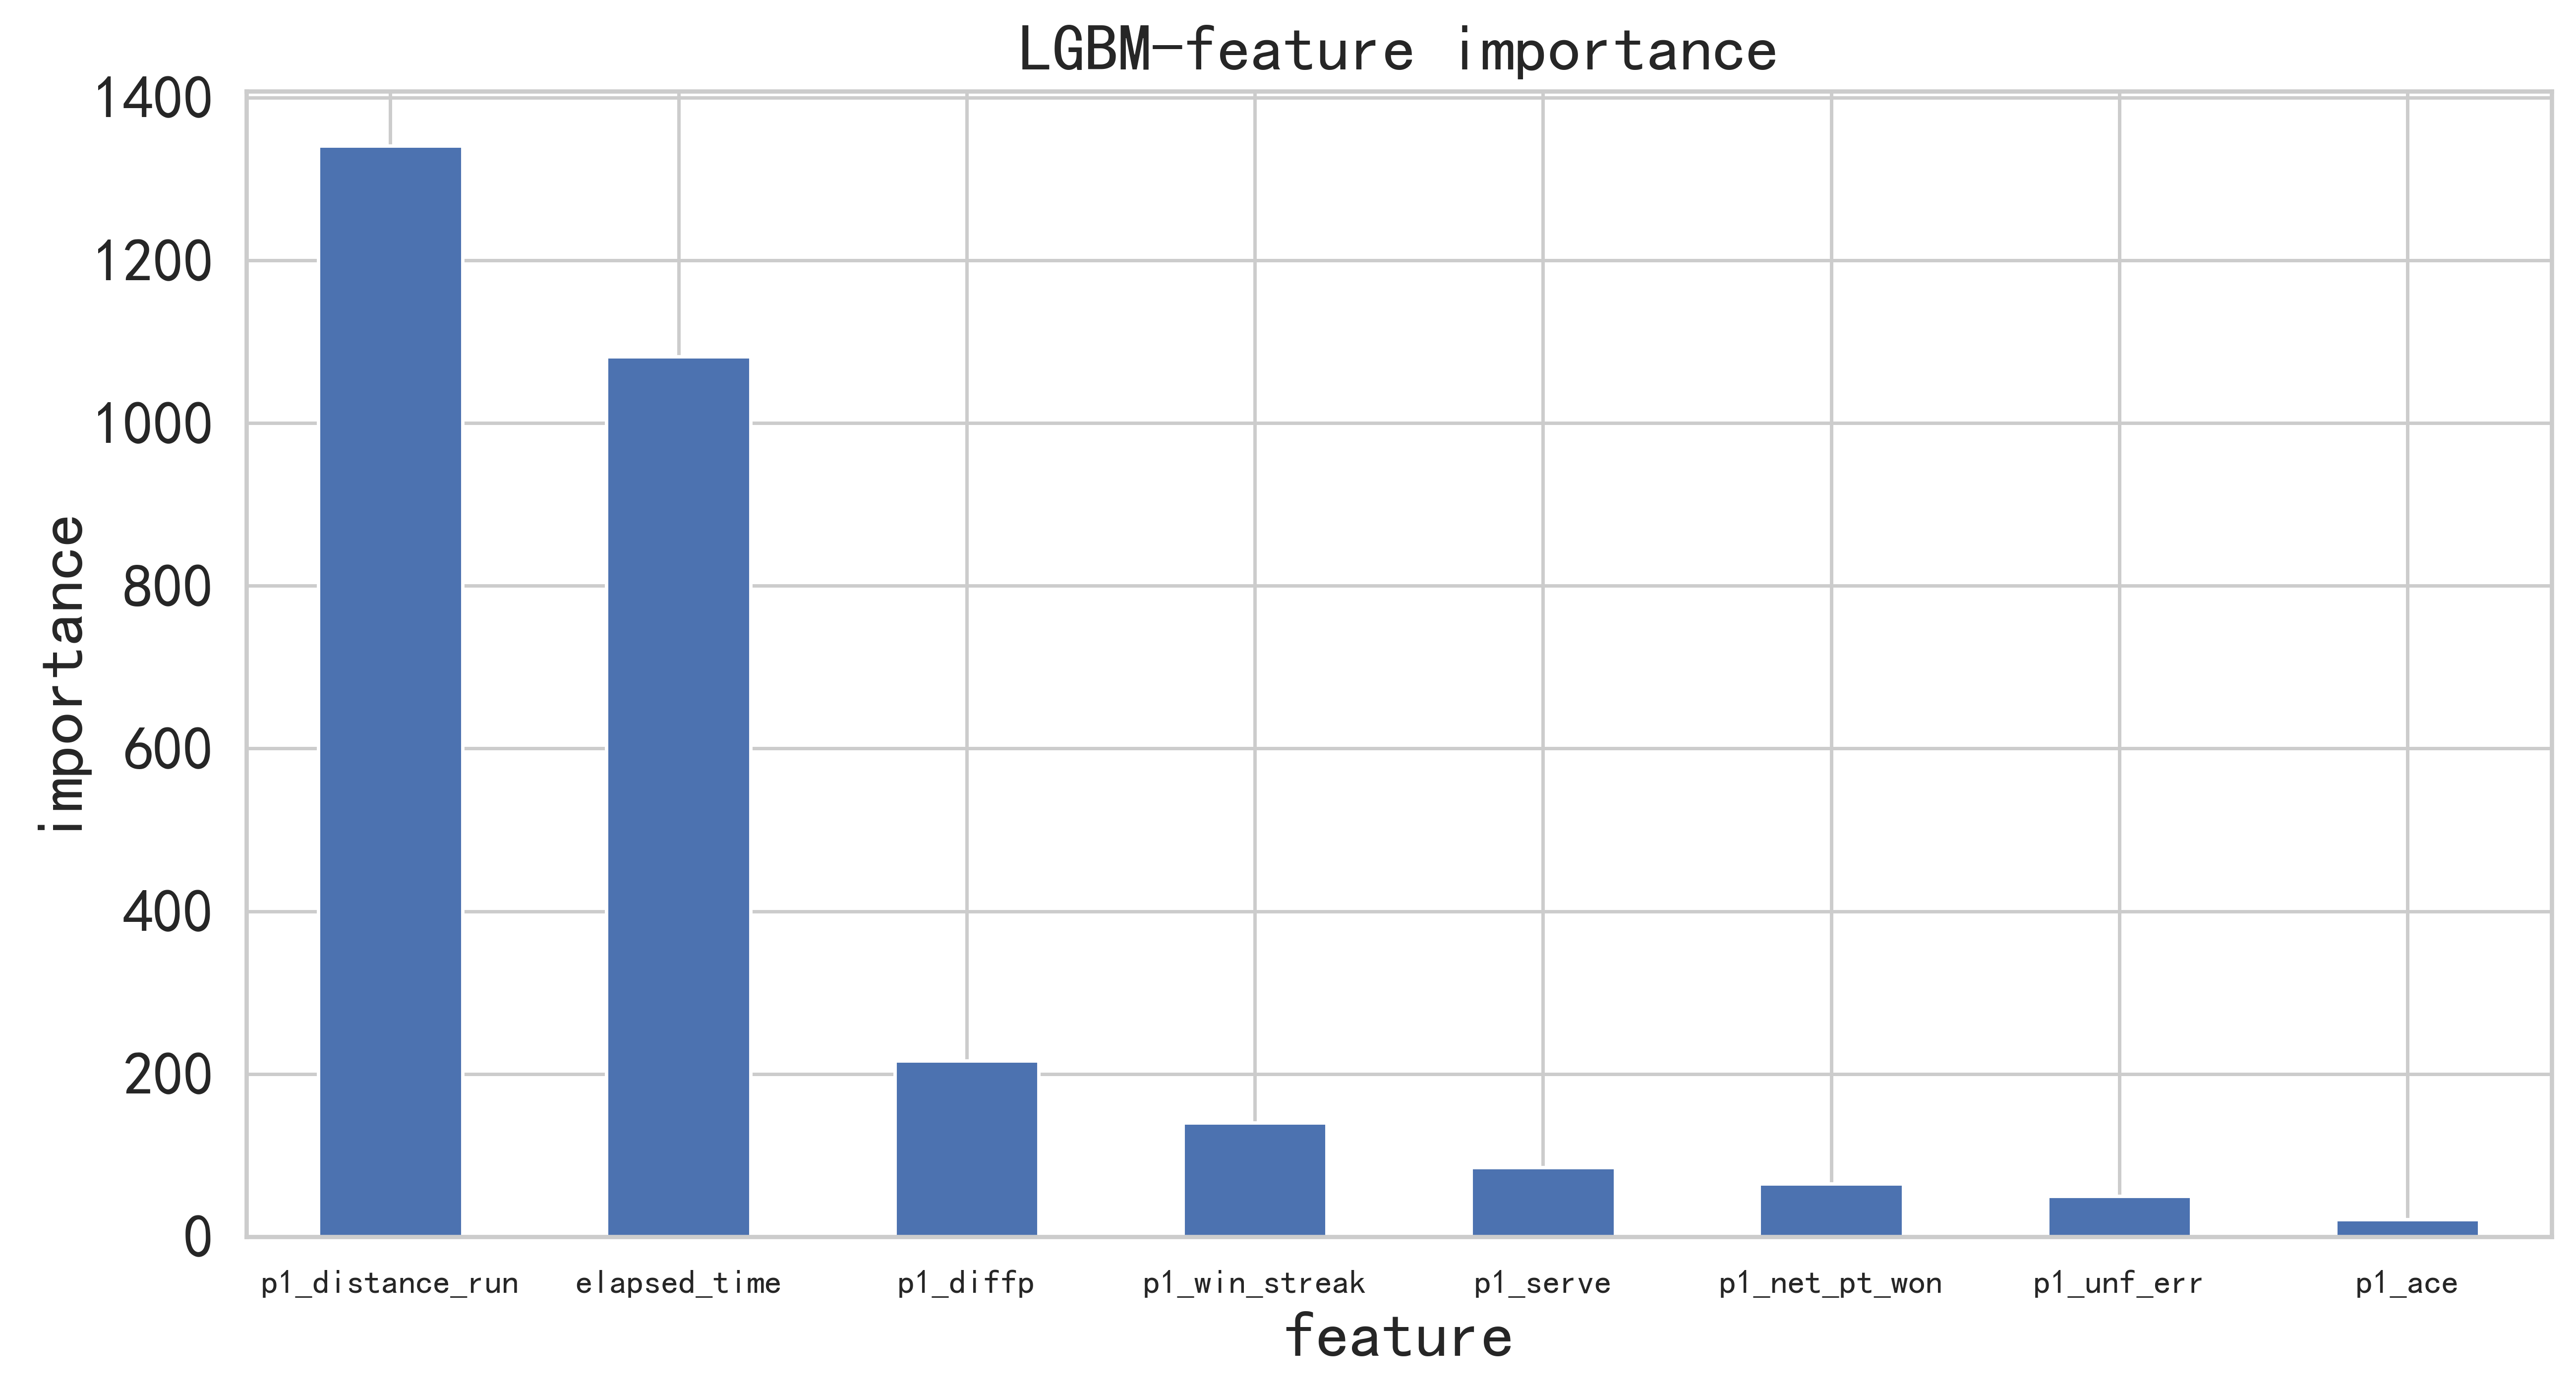 LGBM-feature importance
1400
1200
1000
800
600
400
200
0
importance
p1_distance_run elapsed_time p1_diffp p1_win_streak p1_serve p1_net_pt_won p1_unf_err p1_ace
feature